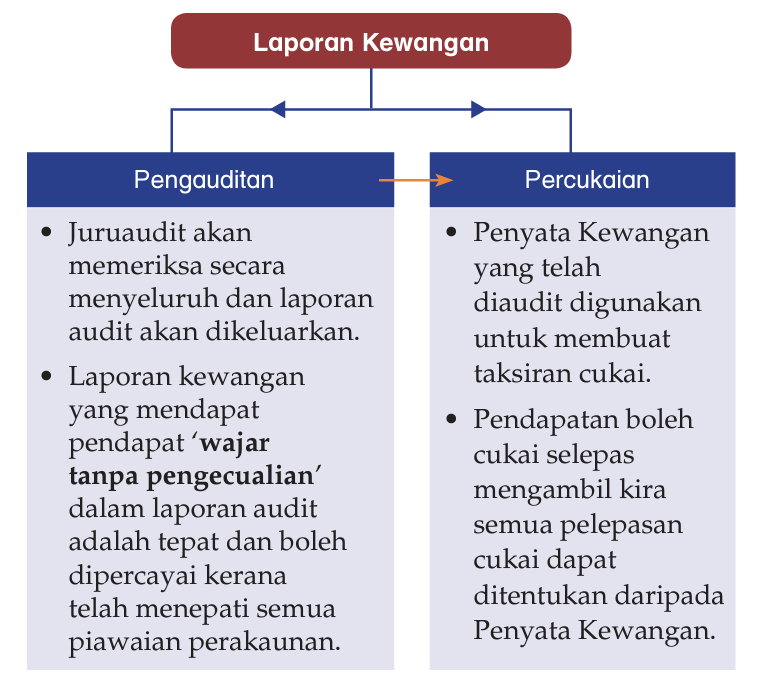 Laporan Kewangan
Pengauditan
• Juruaudit akan
memeriksa secara
menyeluruh dan laporan
audit akan dikeluarkan.
• Laporan kewangan
yang mendapat
pendapat ‘wajar
tanpa pengecualian’
dalam laporan audit
adalah tepat dan boleh
dipercayai kerana
telah menepati semua
piawaian perakaunan.
Percukaian
• Penyata Kewangan
yang telah
diaudit digunakan
untuk membuat
taksiran cukai.
• Pendapatan boleh
cukai selepas
mengambil kira
semua pelepasan
cukai dapat
ditentukan daripada
Penyata Kewangan.